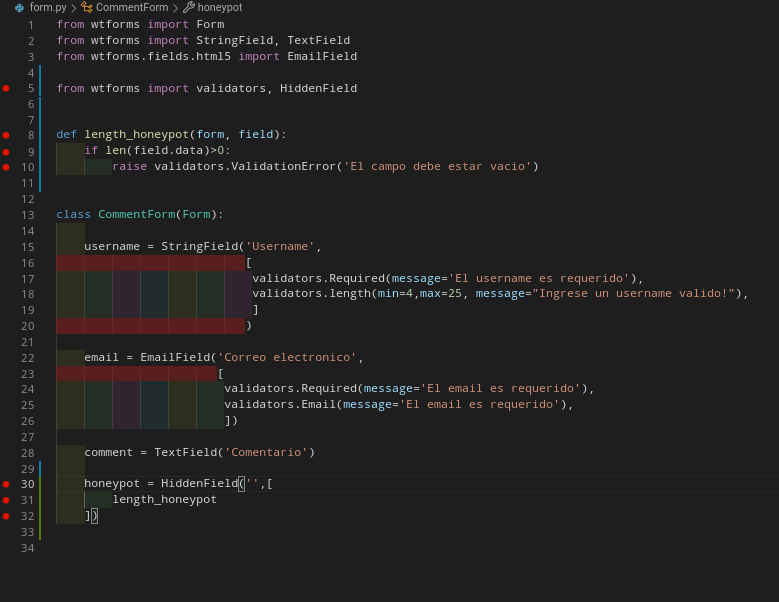 form.py > CommentForm > honeypot
1 from wtforms import Form
2 from wtforms import StringField, TextField
3 from wtforms.fields.html5 import EmailField
4
5 from wtforms import validators, HiddenField
6
7
8 def length_honeypot(form, field):
9     if len(field.data)>0:
10         raise validators.ValidationError('El campo debe estar vacio')
11
12
13 class CommentForm(Form):
14
15     username = StringField('Username',
16                            [
17                             validators.Required(message='El username es requerido'),
18                             validators.length(min=4,max=25, message="Ingrese un username valido!"),
19                             ]
20                            )
21
22     email = EmailField('Correo electronico',
23                        [
24                         validators.Required(message='El email es requerido'),
25                         validators.Email(message='El email es requerido'),
26                         ])
27
28     comment = TextField('Comentario')
29
30     honeypot = HiddenField('',[
31         length_honeypot
32     ])
33
34